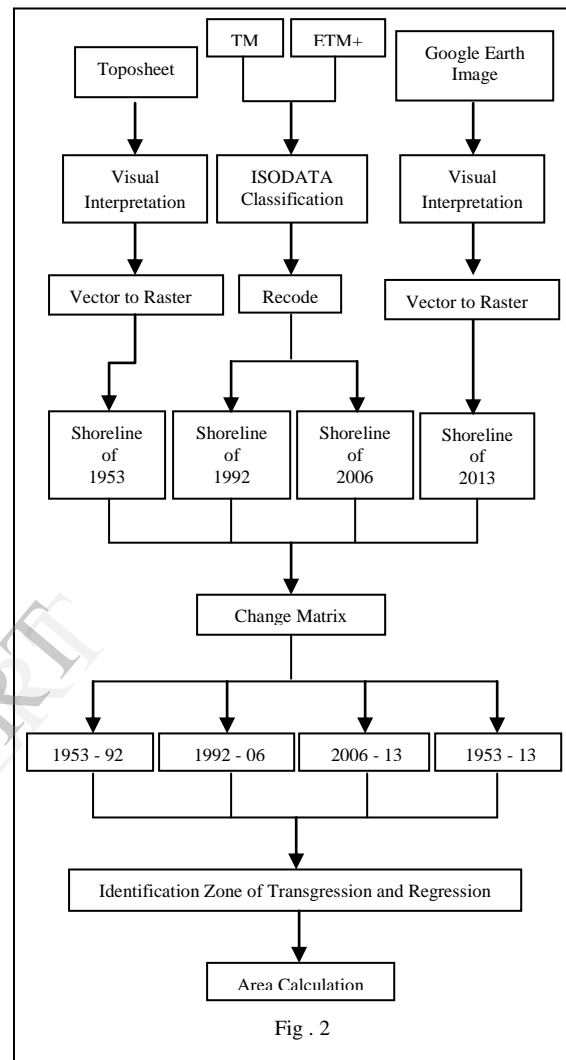 TM
ETM+
Toposheet
Google Earth
Image
Visual
Interpretation
ISODATA
Classification
Visual
Interpretation
Vector to Raster
Recode
Vector to Raster
Shoreline
of
1953
Shoreline
of
1992
Shoreline
of
2006
Shoreline
of
2013
Change Matrix
1953 - 92
1992 - 06
2006 - 13
1953 - 13
Identification Zone of Transgression and Regression
Area Calculation
Fig . 2